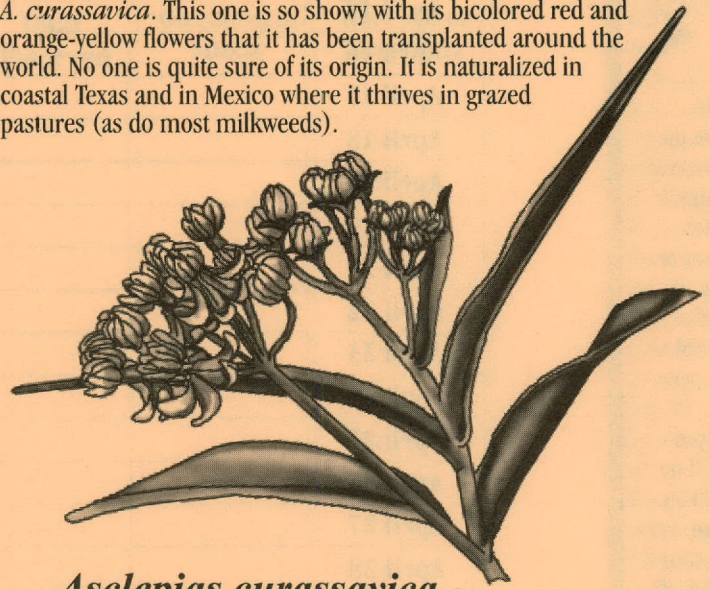 A. curassavica. This one is so showy with its bicolored red and
orange-yellow flowers that it has been transplanted around the
world. No one is quite sure of its origin. It is naturalized in
coastal Texas and in Mexico where it thrives in grazed
pastures (as do most milkweeds).
Asclepias curassavica